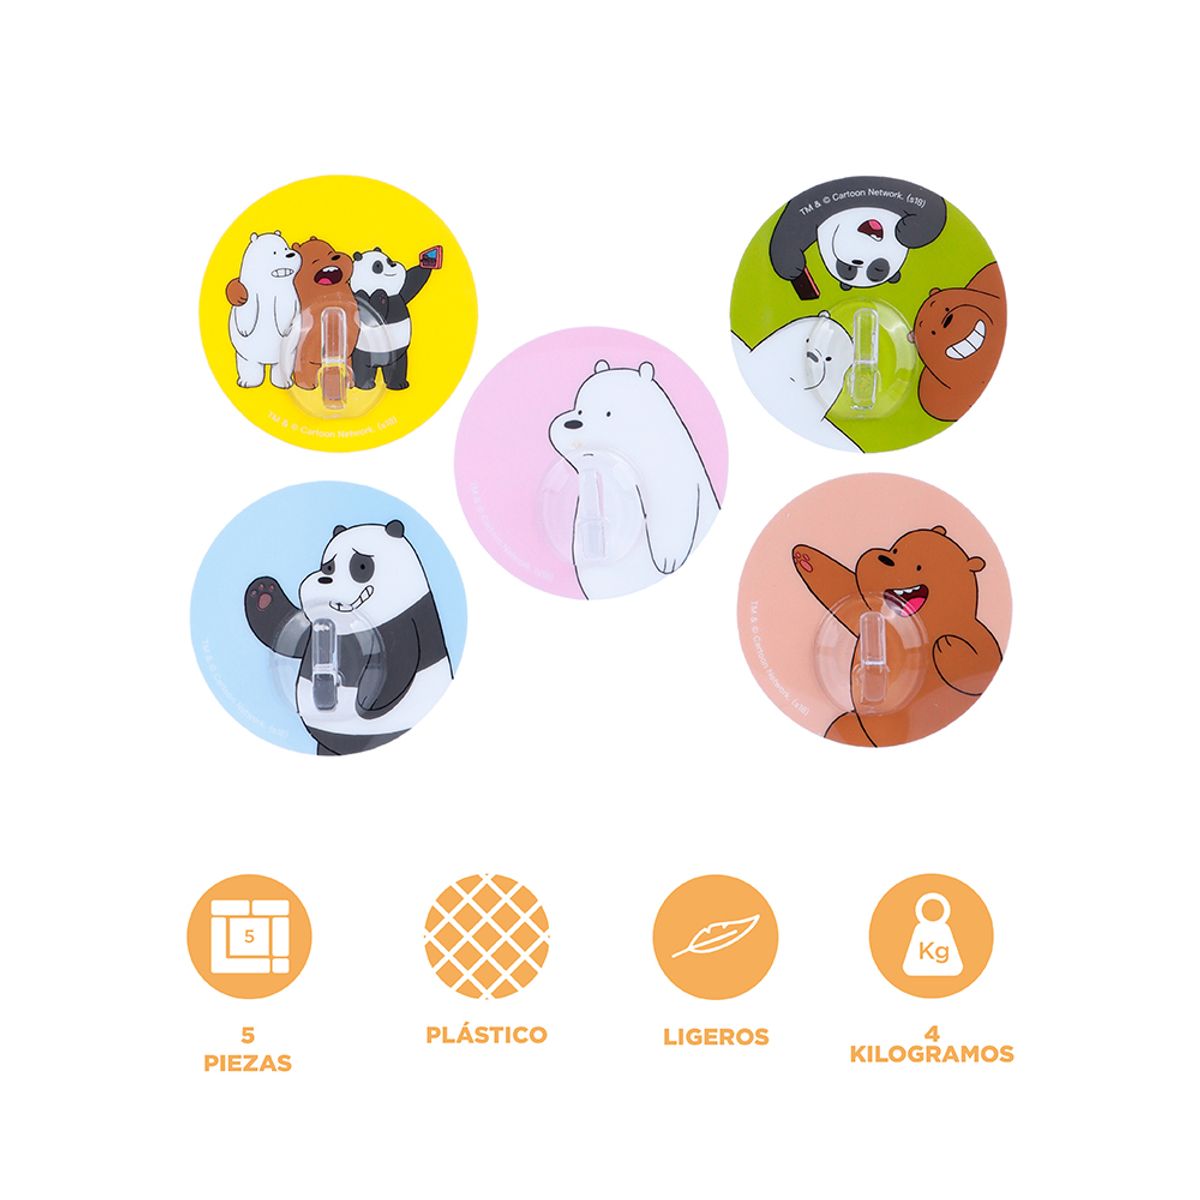 TM & © Cartoon Network. (s18)
TM & © Cartoon Network. (s18)
TM & © Cartoon Network. (s18)
TM & © Cartoon Network. (s18)
TM & © Cartoon Network. (s18)
5
Kg
5
PIEZAS
PLÁSTICO
LIGEROS
4
KILOGRAMOS